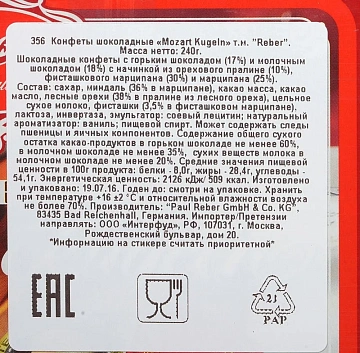 356 Конфеты шоколадные «Mozart Kugeln» т.м. "Reber".
Масса нетто: 240г.
Шоколадные конфеты с горьким шоколадом (17%) и молочным
шоколадом (18%) с начинкой из орехового пралине (10%),
фисташкового марципана (30%) и марципана (25%).
Состав: сахар, миндаль (36% в марципане), какао масса, какао
масло, лесные орехи (38% в пралине из лесного ореха), цельное
сухое молоко, фисташки (3,5% в фисташковом марципане),
лактоза, инвертаза, эмульгатор: соевый лецитин; натуральный
ароматизатор: ваниль; пищевой спирт. Может содержать следы
пшеницы и яичных компонентов. Содержание общего сухого
остатка какао-продуктов в горьком шоколаде не менее 60%,
в молочном шоколаде не менее 35%, сухих веществ молока в
молочном шоколаде не менее 20%. Средние значения пищевой
ценности в 100г продукта: белки - 8,0г, жиры - 28,4г, углеводы -
54,1г. Энергетическая ценность: 2126 кДж/ 509 ккал. Изготовлено
и упаковано: 19.07.16. Годен до: смотри на упаковке. Хранить
при температуре +16 ±2 °C и относительной влажности воздуха
не более 70%. Производитель: "Paul Reber GmbH & Co. KG",
83435 Bad Reichenhall, Германия. Импортер/Претензии
направлять: ООО «Интерфуд», РФ, 107031, г. Москва,
Рождественский бульвар, дом 20.
"Информацию на стикере считать приоритетной"
EAC
21
PAP